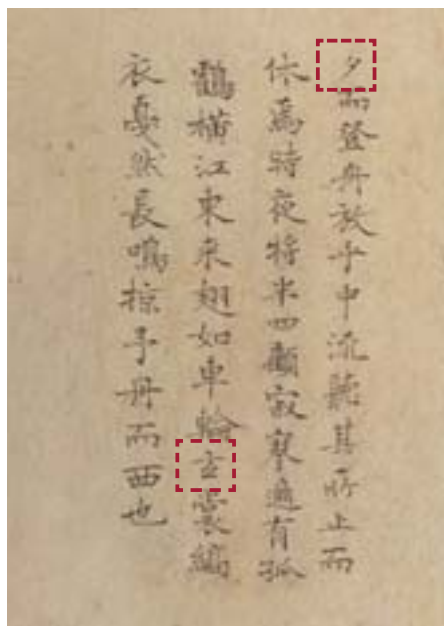 夕而登舟放乎中流聽其所止而
休焉時夜將半四顧寂寥適有孤
鶴橫江東來翅如車輪玄裳縞
衣戛然長鳴掠予舟而西也